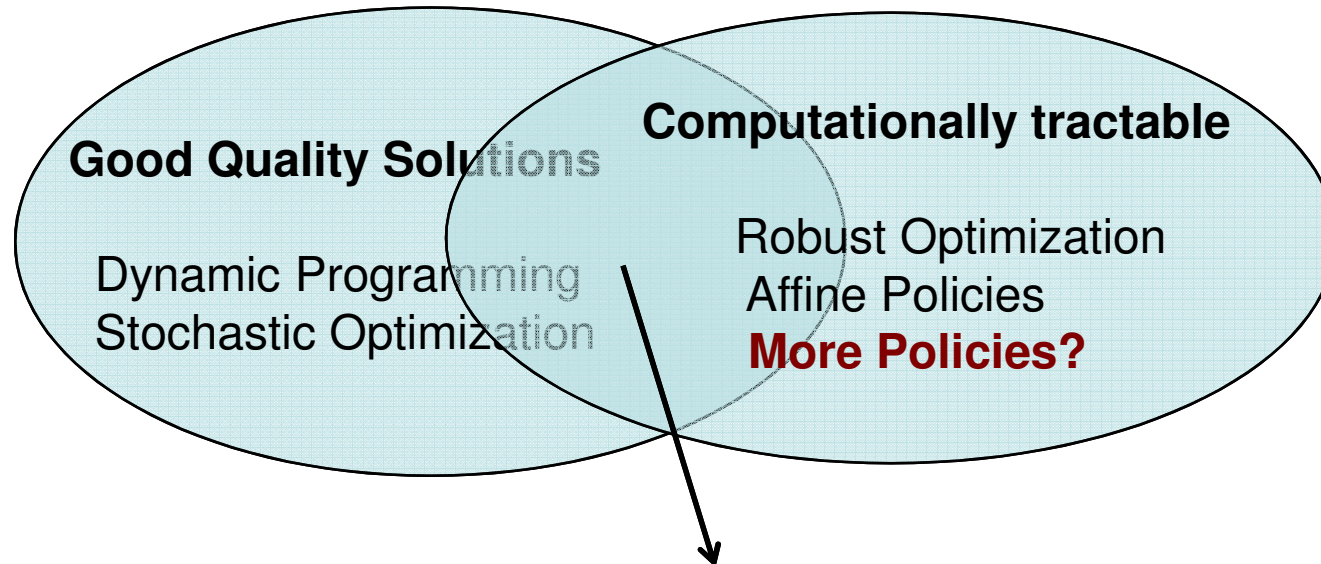 Good Quality Solutions
Dynamic Programming
Stochastic Optimization
Computationally tractable
Robust Optimization
Affine Policies
More Policies?